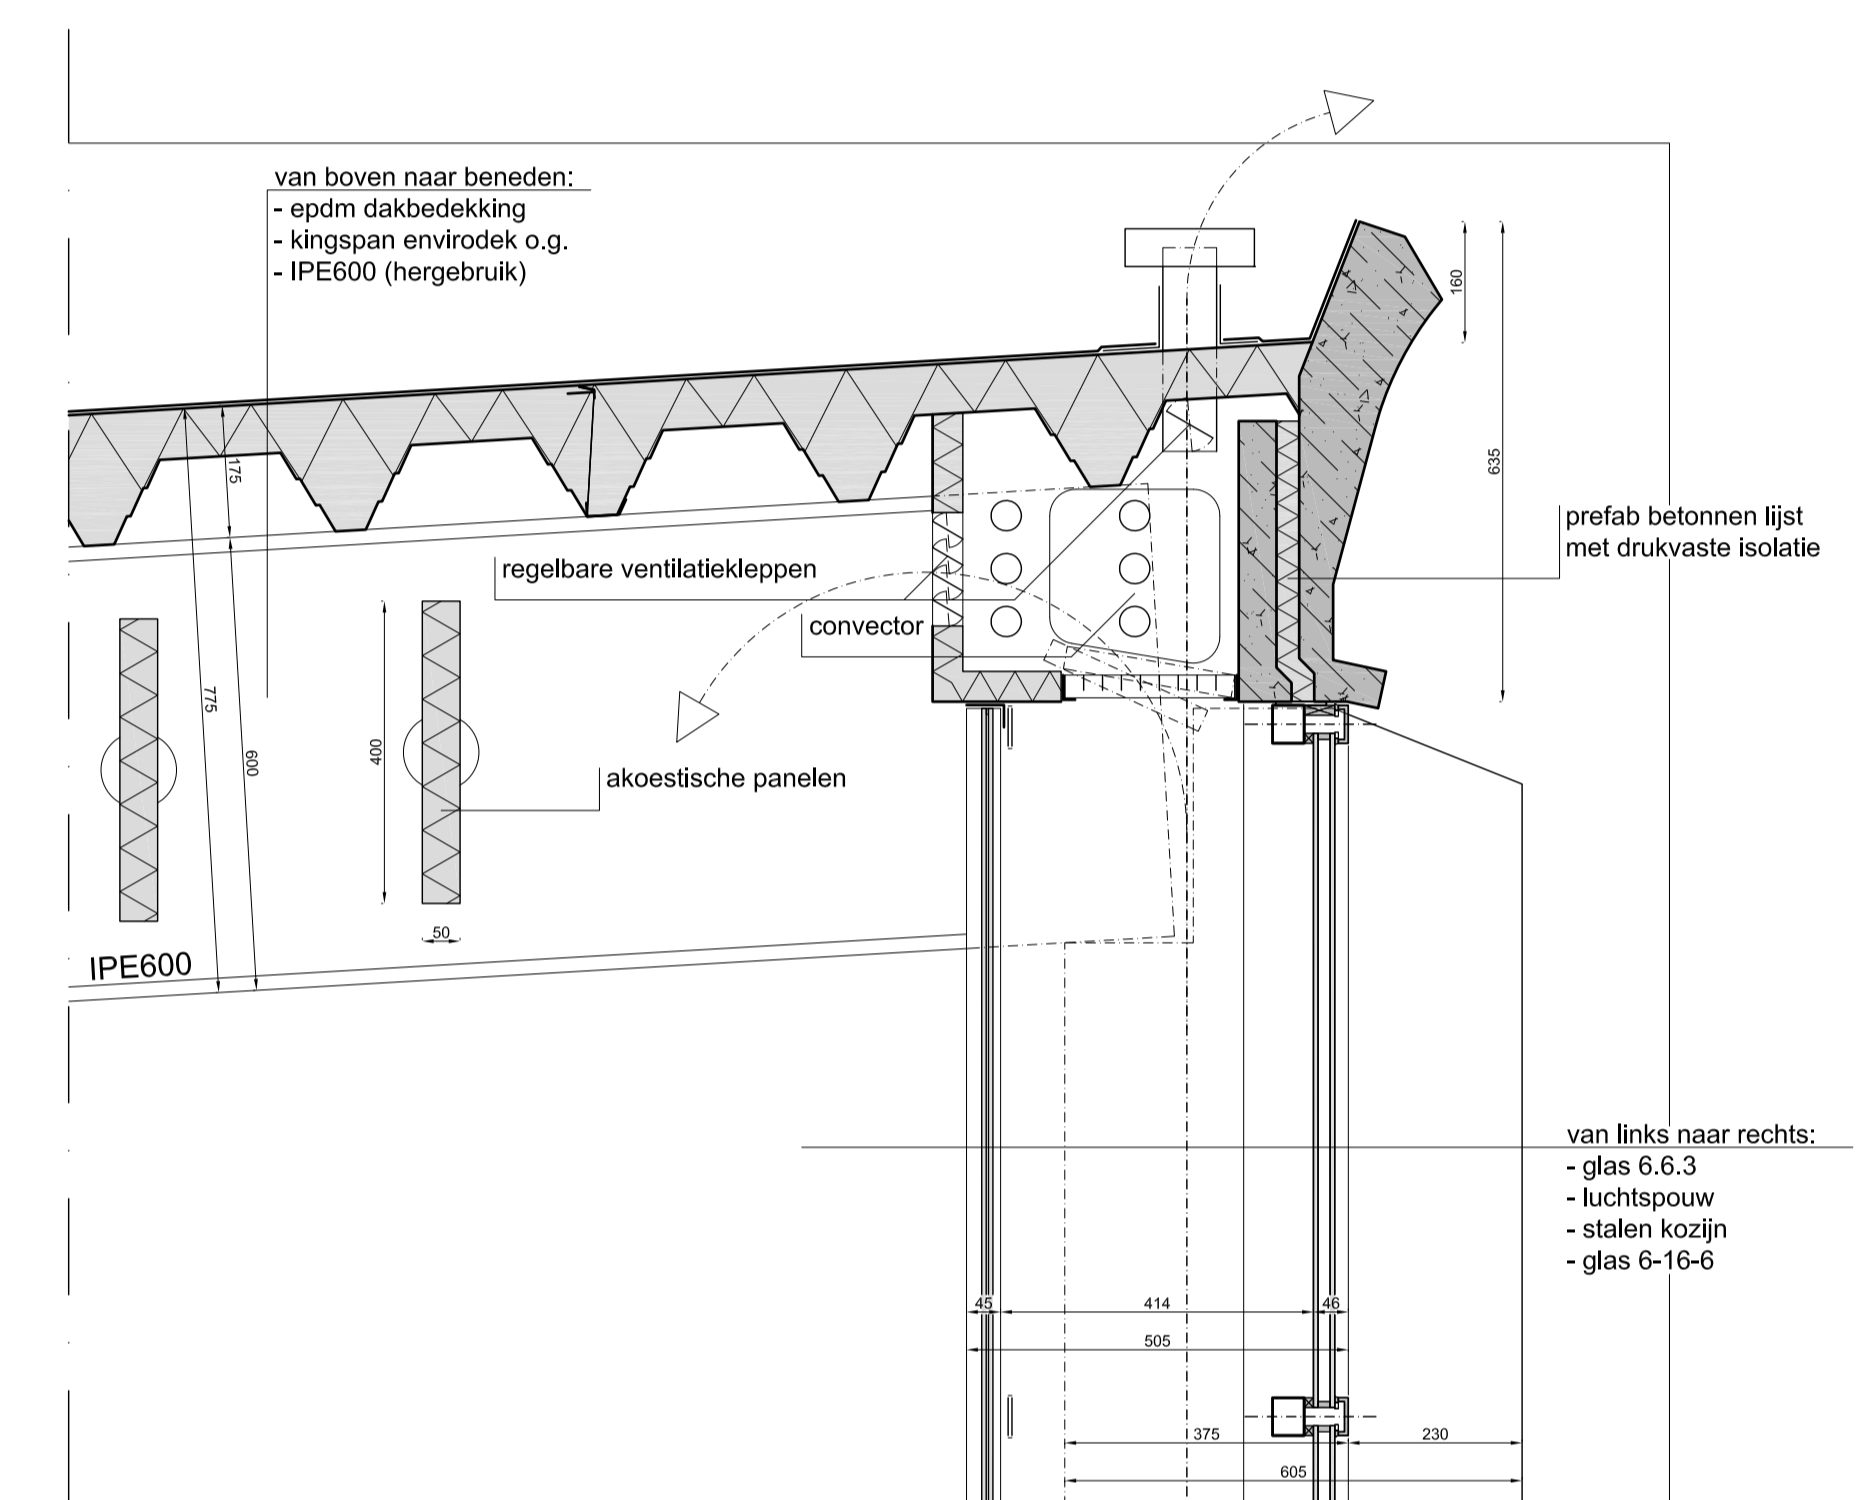 van boven naar beneden:
- epdm dakbedekking
- kingspan envirodek o.g.
- IPE600 (hergebruik)
160
635
175
prefab betonnen lijst
met drukvaste isolatie
regelbare ventilatiekleppen
convector
775
600
400
akoestische panelen
50
IPE600
van links naar rechts:
- glas 6.6.3
- luchtspouw
- stalen kozijn
- glas 6-16-6
45
414
46
505
375
230
605